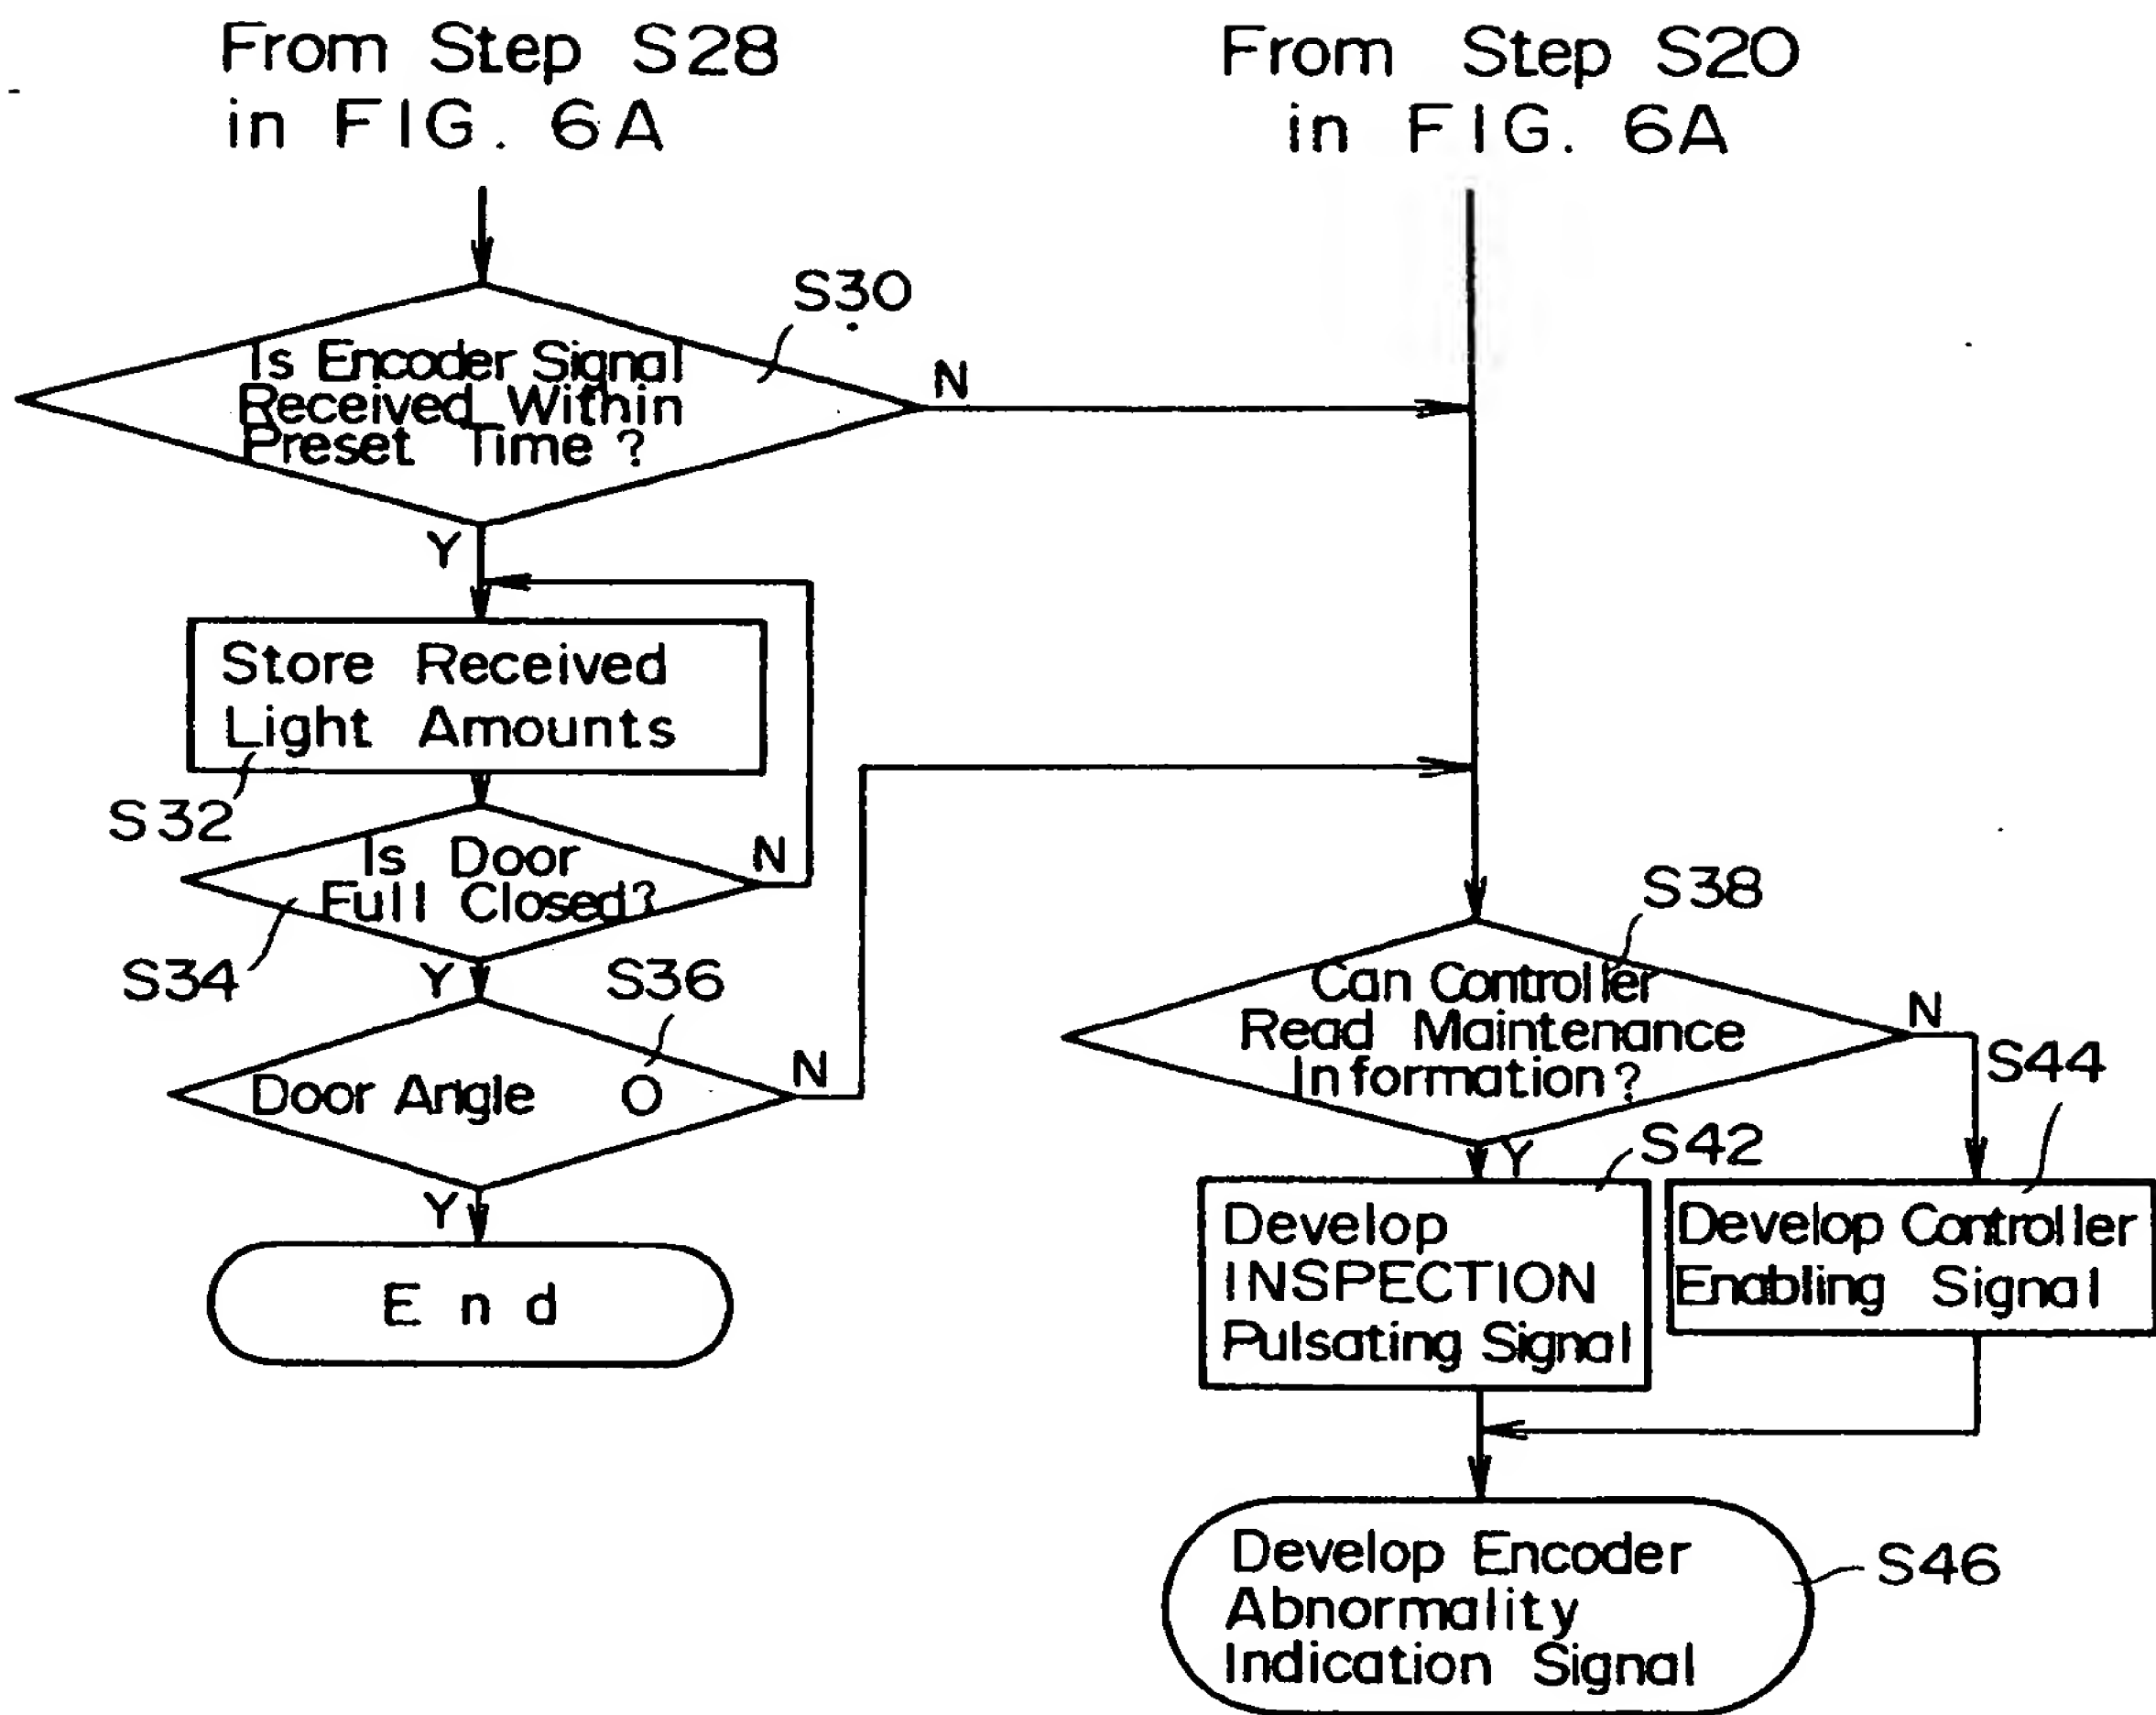 From Step S28
in FIG. 6A
From Step S20
in FIG. 6A
S30
Is Encoder Signal
Received Within
Preset Time ?
N
Y
Store Received
Light Amounts
S32
Is Door
Full Closed?
N
S34
Y
S36
Door Angle O
N
Y
End
S38
Can Controller
Read Maintenance
Information ?
N
S44
Y
S42
Develop
INSPECTION
Pulsating Signal
Develop Controller
Enabling Signal
Develop Encoder
Abnormality
Indication Signal
S46